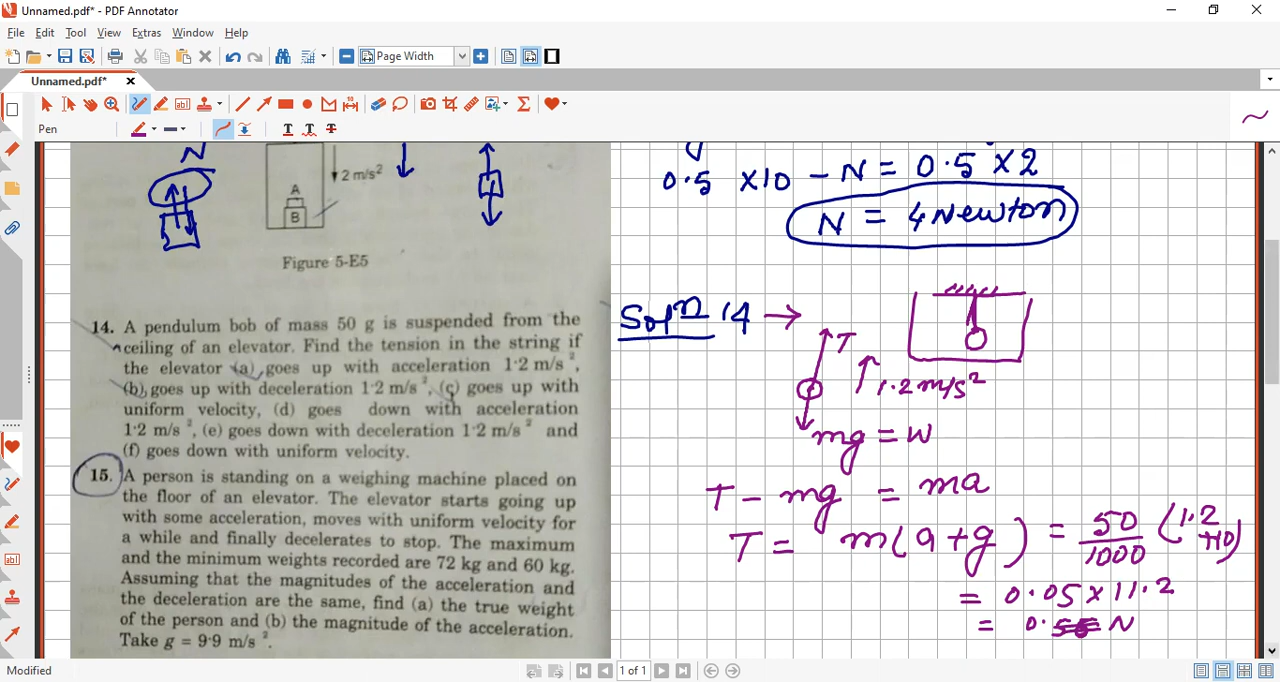 Unnamed.pdf* - PDF Annotator
File Edit Tool View Extras Window Help
Page Width
Unnamed.pdf*
Pen
N
2 m/s²
A
B
Figure 5-E5
0.5 ×10 - N = 0.5 ×2
N = 4 Newton
14. A pendulum bob of mass 50 g is suspended from the
ceiling of an elevator. Find the tension in the string if
the elevator (a) goes up with acceleration 1·2 m/s²,
(b) goes up with deceleration 1·2 m/s², (c) goes up with
uniform velocity, (d) goes down with acceleration
1·2 m/s², (e) goes down with deceleration 1·2 m/s² and
(f) goes down with uniform velocity.
15. A person is standing on a weighing machine placed on
the floor of an elevator. The elevator starts going up
with some acceleration, moves with uniform velocity for
a while and finally decelerates to stop. The maximum
and the minimum weights recorded are 72 kg and 60 kg.
Assuming that the magnitudes of the acceleration and
the deceleration are the same, find (a) the true weight
of the person and (b) the magnitude of the acceleration.
Take g = 9·9 m/s².
Solⁿ 14 →
T
1.2 m/s²
mg = W
T - mg = ma
T = m(a+g) = 50/1000 (1.2 +10)
= 0.05 × 11.2
= 0.5 N
Modified
1 of 1